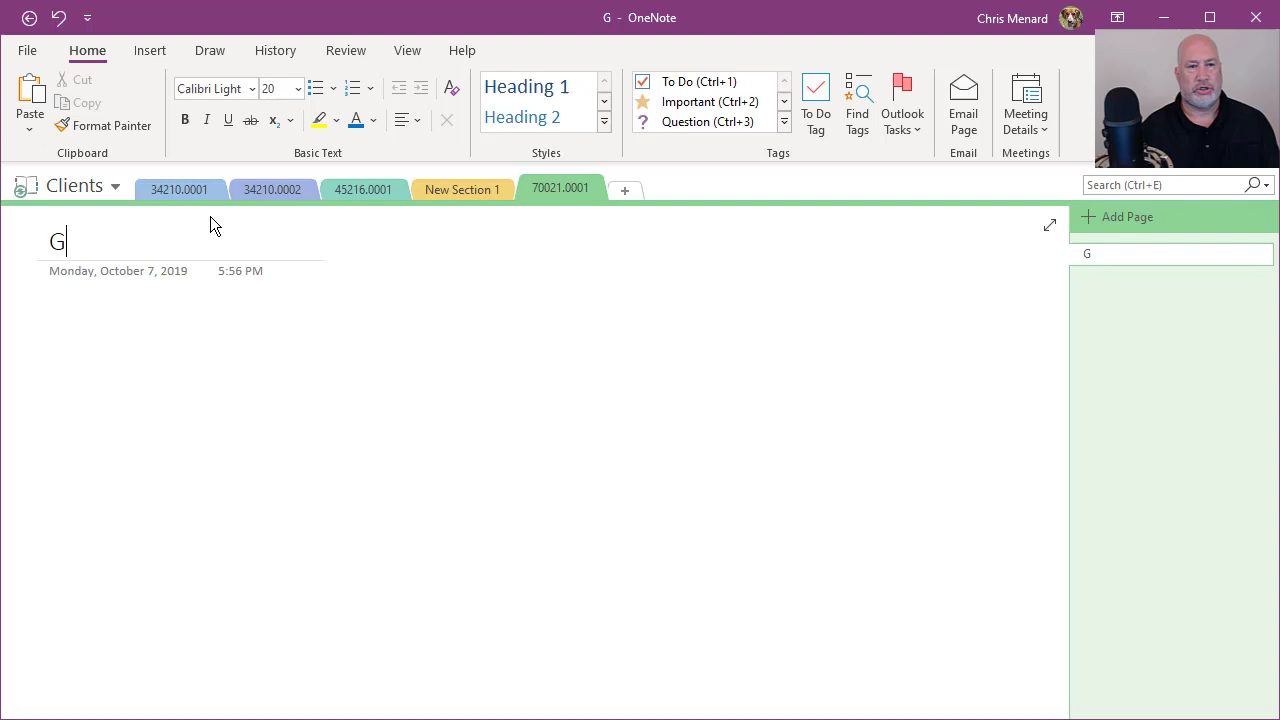 G - OneNote
Chris Menard
File Home Insert Draw History Review View Help
Paste
Cut
Copy
Format Painter
Clipboard
Calibri Light 20
B I U ab x₂ A
Basic Text
Heading 1
Heading 2
Styles
To Do (Ctrl+1)
Important (Ctrl+2)
? Question (Ctrl+3)
To Do
Tag
Find
Tags
Outlook
Tasks
Tags
Email
Page
Email
Meeting
Details
Meetings
Clients 34210.0001 34210.0002 45216.0001 New Section 1 70021.0001 +
Search (Ctrl+E)
Add Page
G
G
Monday, October 7, 2019 5:56 PM